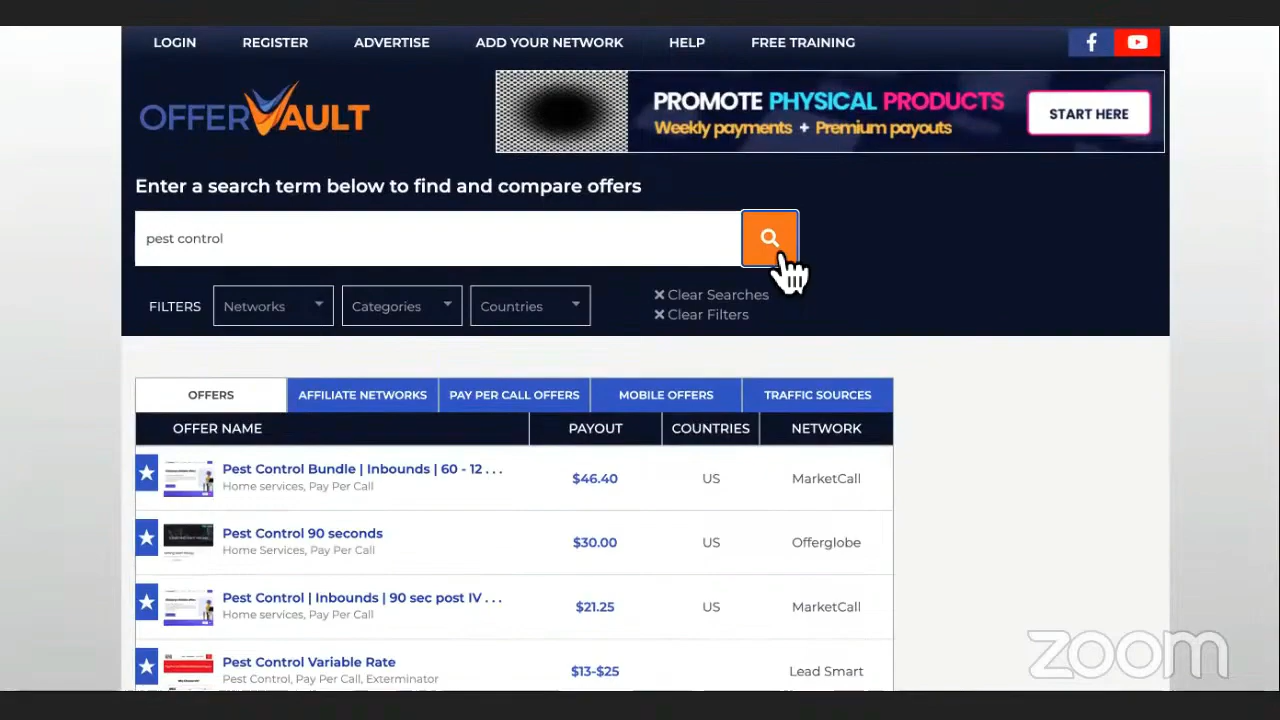 LOGIN REGISTER ADVERTISE ADD YOUR NETWORK HELP FREE TRAINING
OFFERVAULT
PROMOTE PHYSICAL PRODUCTS
Weekly payments + Premium payouts
START HERE
Enter a search term below to find and compare offers
pest control
FILTERS Networks Categories Countries
Clear Searches
Clear Filters
OFFERS AFFILIATE NETWORKS PAY PER CALL OFFERS MOBILE OFFERS TRAFFIC SOURCES
OFFER NAME PAYOUT COUNTRIES NETWORK
Pest Control Bundle | Inbounds | 60 - 12 . . .
Home services, Pay Per Call
$46.40 US MarketCall
Pest Control 90 seconds
Home Services, Pay Per Call
$30.00 US Offerglobe
Pest Control | Inbounds | 90 sec post IV . . .
Home services, Pay Per Call
$21.25 US MarketCall
Pest Control Variable Rate
Pest Control, Pay Per Call, Exterminator
$13-$25 Lead Smart
zoom